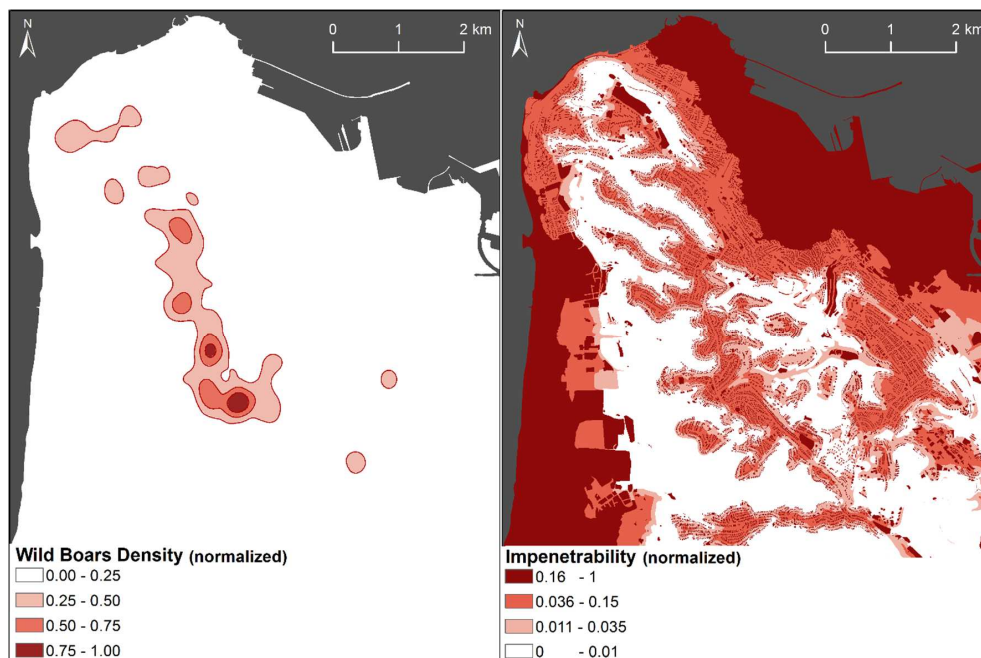 N
0 1 2 km
Wild Boars Density (normalized)
0.00 - 0.25
0.25 - 0.50
0.50 - 0.75
0.75 - 1.00
N
0 1 2 km
Impenetrability (normalized)
0.16 - 1
0.036 - 0.15
0.011 - 0.035
0 - 0.01